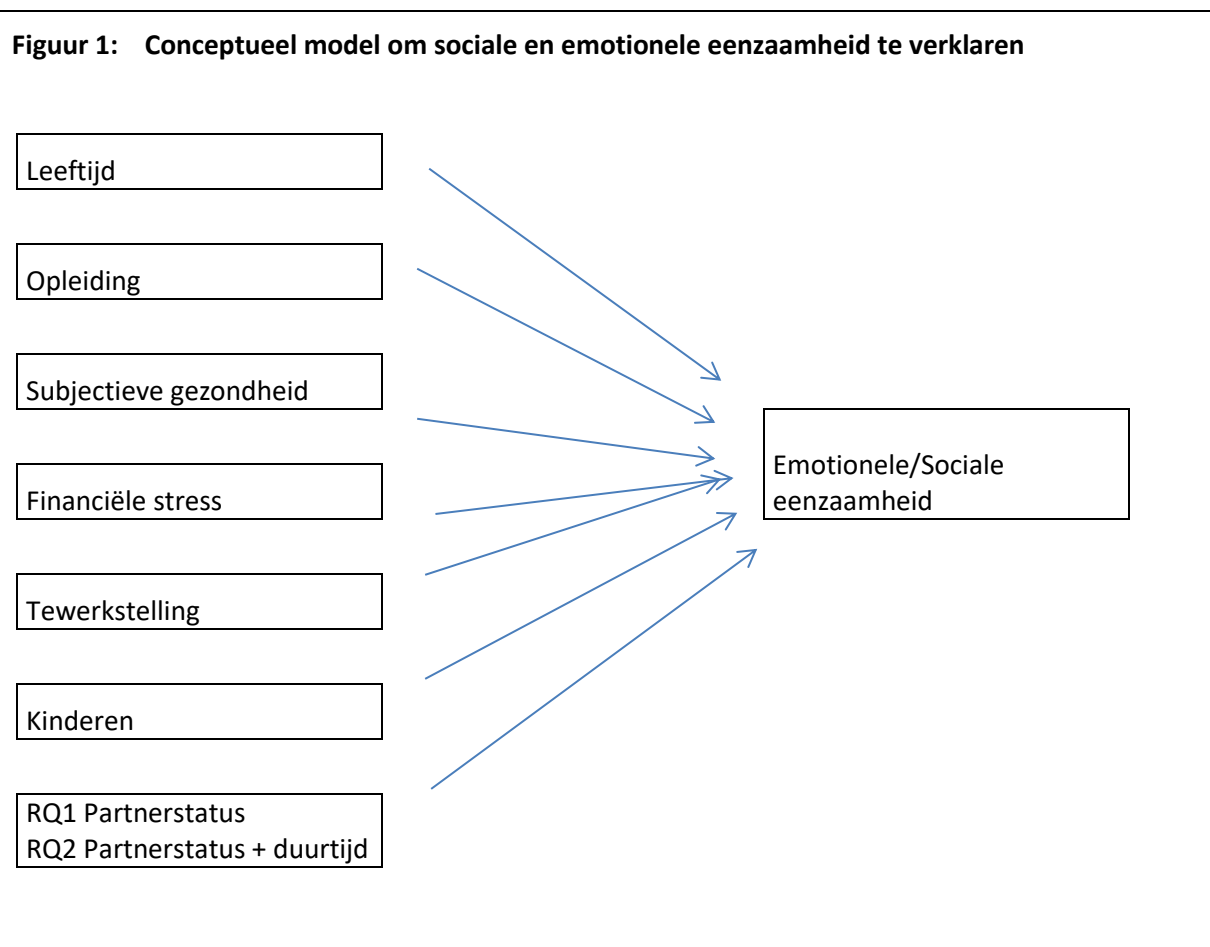 Figuur 1: Conceptueel model om sociale en emotionele eenzaamheid te verklaren
Leeftijd
Opleiding
Subjectieve gezondheid
Financiële stress
Tewerkstelling
Kinderen
RQ1 Partnerstatus
RQ2 Partnerstatus + duurtijd
Emotionele/Sociale
eenzaamheid